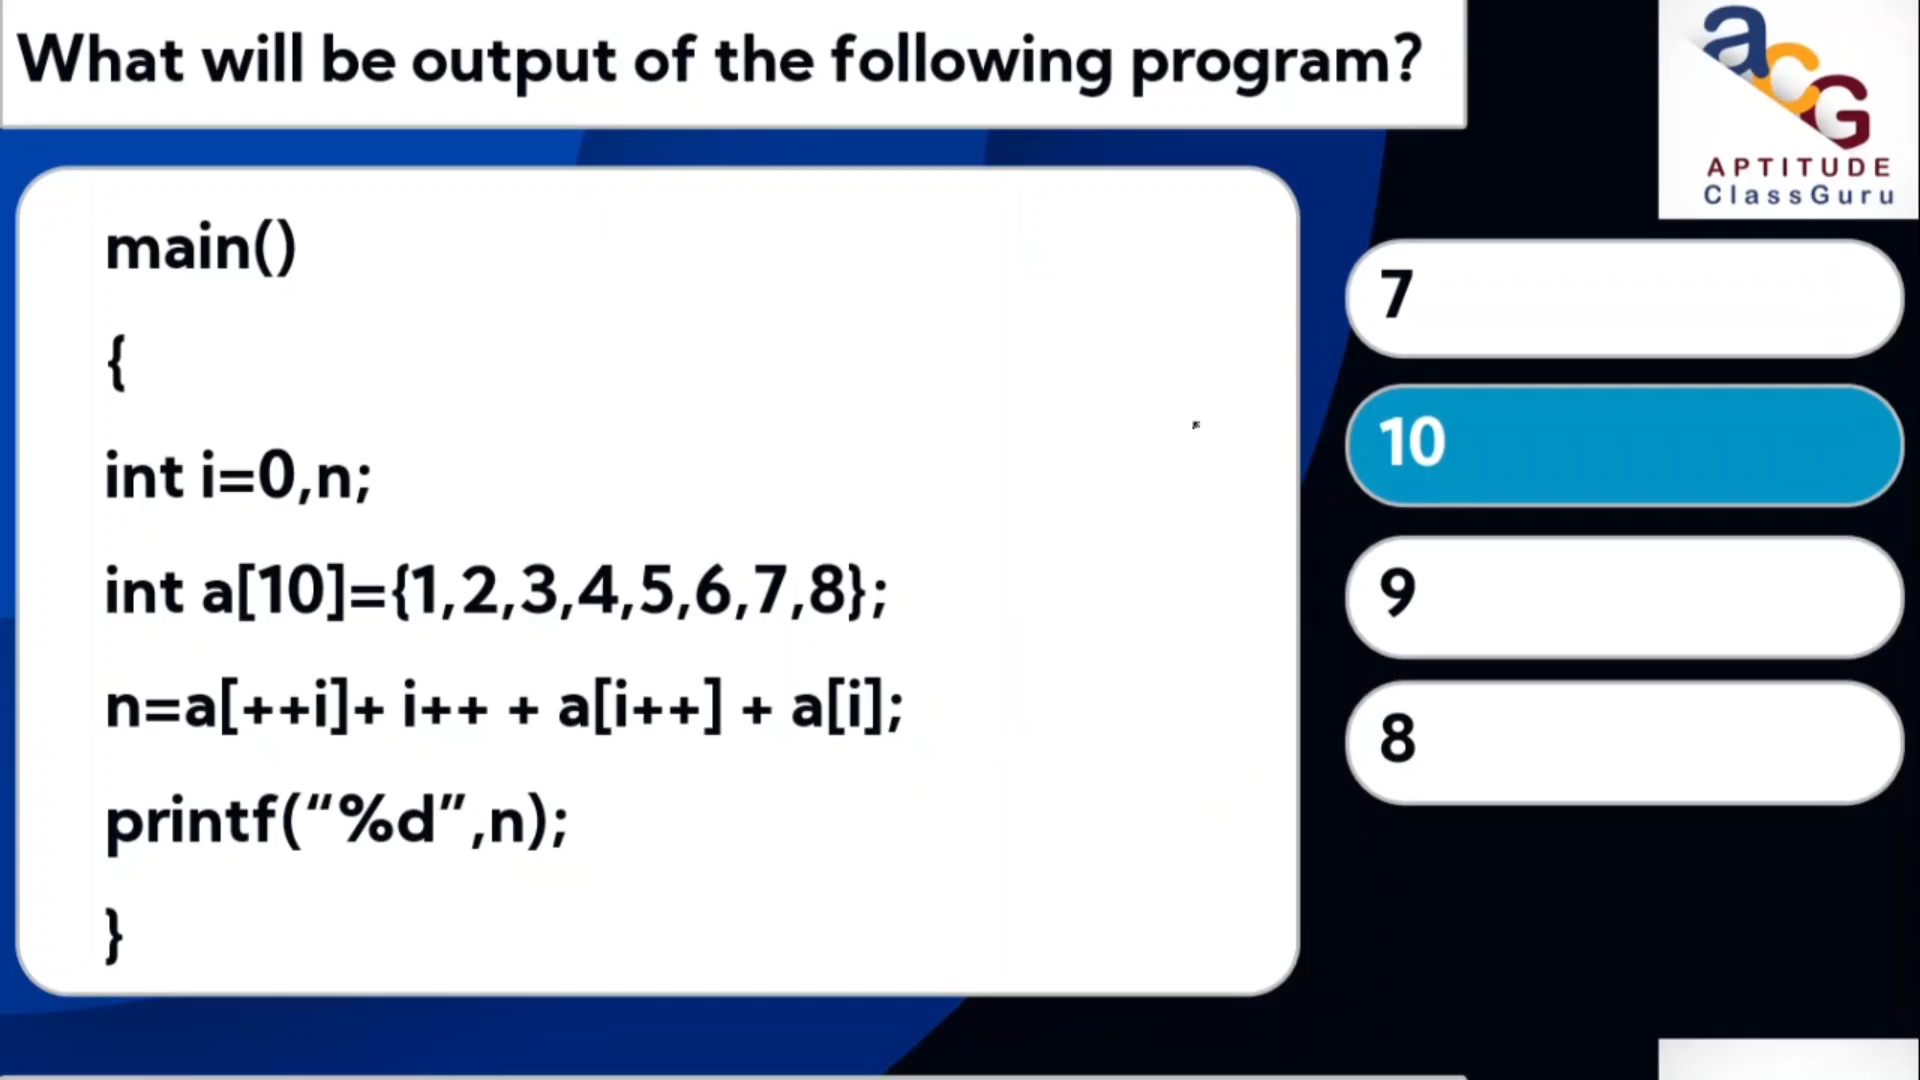 What will be output of the following program?
acG
APTITUDE
ClassGuru
main()
{
int i=0,n;
int a[10]={1,2,3,4,5,6,7,8};
n=a[++i]+ i++ + a[i++] + a[i];
printf(“%d”,n);
}
7
10
9
8